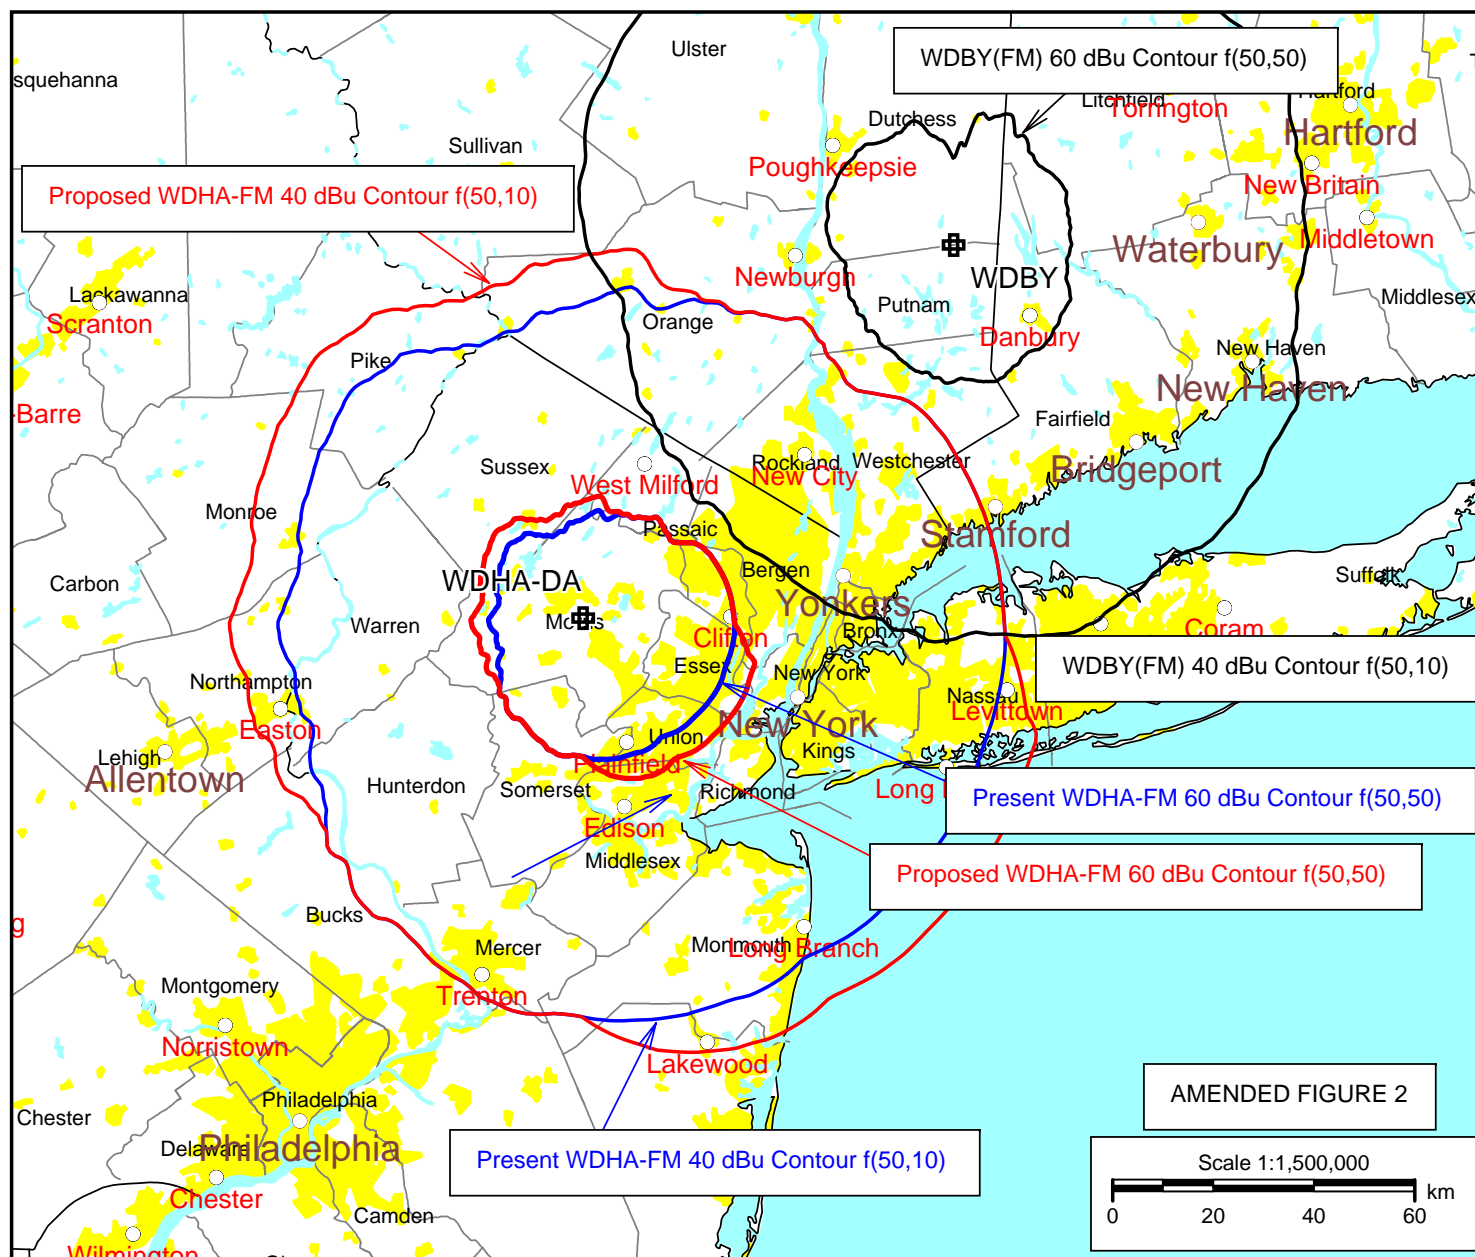 Ulster
WDBY(FM) 60 dBu Contour f(50,50)
squehanna
Hartford
Litchfield
Torrington
Dutchess
Hartford
Sullivan
Poughkeepsie
New Britain
Proposed WDHA-FM 40 dBu Contour f(50,10)
Middletown
Waterbury
Newburgh
WDBY
Lackawanna
Middlesex
Putnam
Scranton
Orange
Danbury
New Haven
Pike
New Haven
-Barre
Fairfield
Sussex
Rockland
Westchester
Bridgeport
New City
West Milford
Monroe
Passaic
Stamford
Bergen
Suffolk
WDHA-DA
Carbon
Yonkers
Morris
Warren
Clifton
Bronx
Coram
Essex
WDBY(FM) 40 dBu Contour f(50,10)
New York
Northampton
Nassau
Levittown
Easton
New York
Union
Kings
Lehigh
Plainfield
Allentown
Hunterdon
Somerset
Richmond
Long
Present WDHA-FM 60 dBu Contour f(50,50)
Edison
Middlesex
Proposed WDHA-FM 60 dBu Contour f(50,50)
Bucks
g
Mercer
Monmouth
Long Branch
Montgomery
Trenton
Norristown
Lakewood
AMENDED FIGURE 2
Philadelphia
Chester
Delaware
Philadelphia
Present WDHA-FM 40 dBu Contour f(50,10)
Scale 1:1,500,000
Chester
km
0 20 40 60
Camden
Wilmington